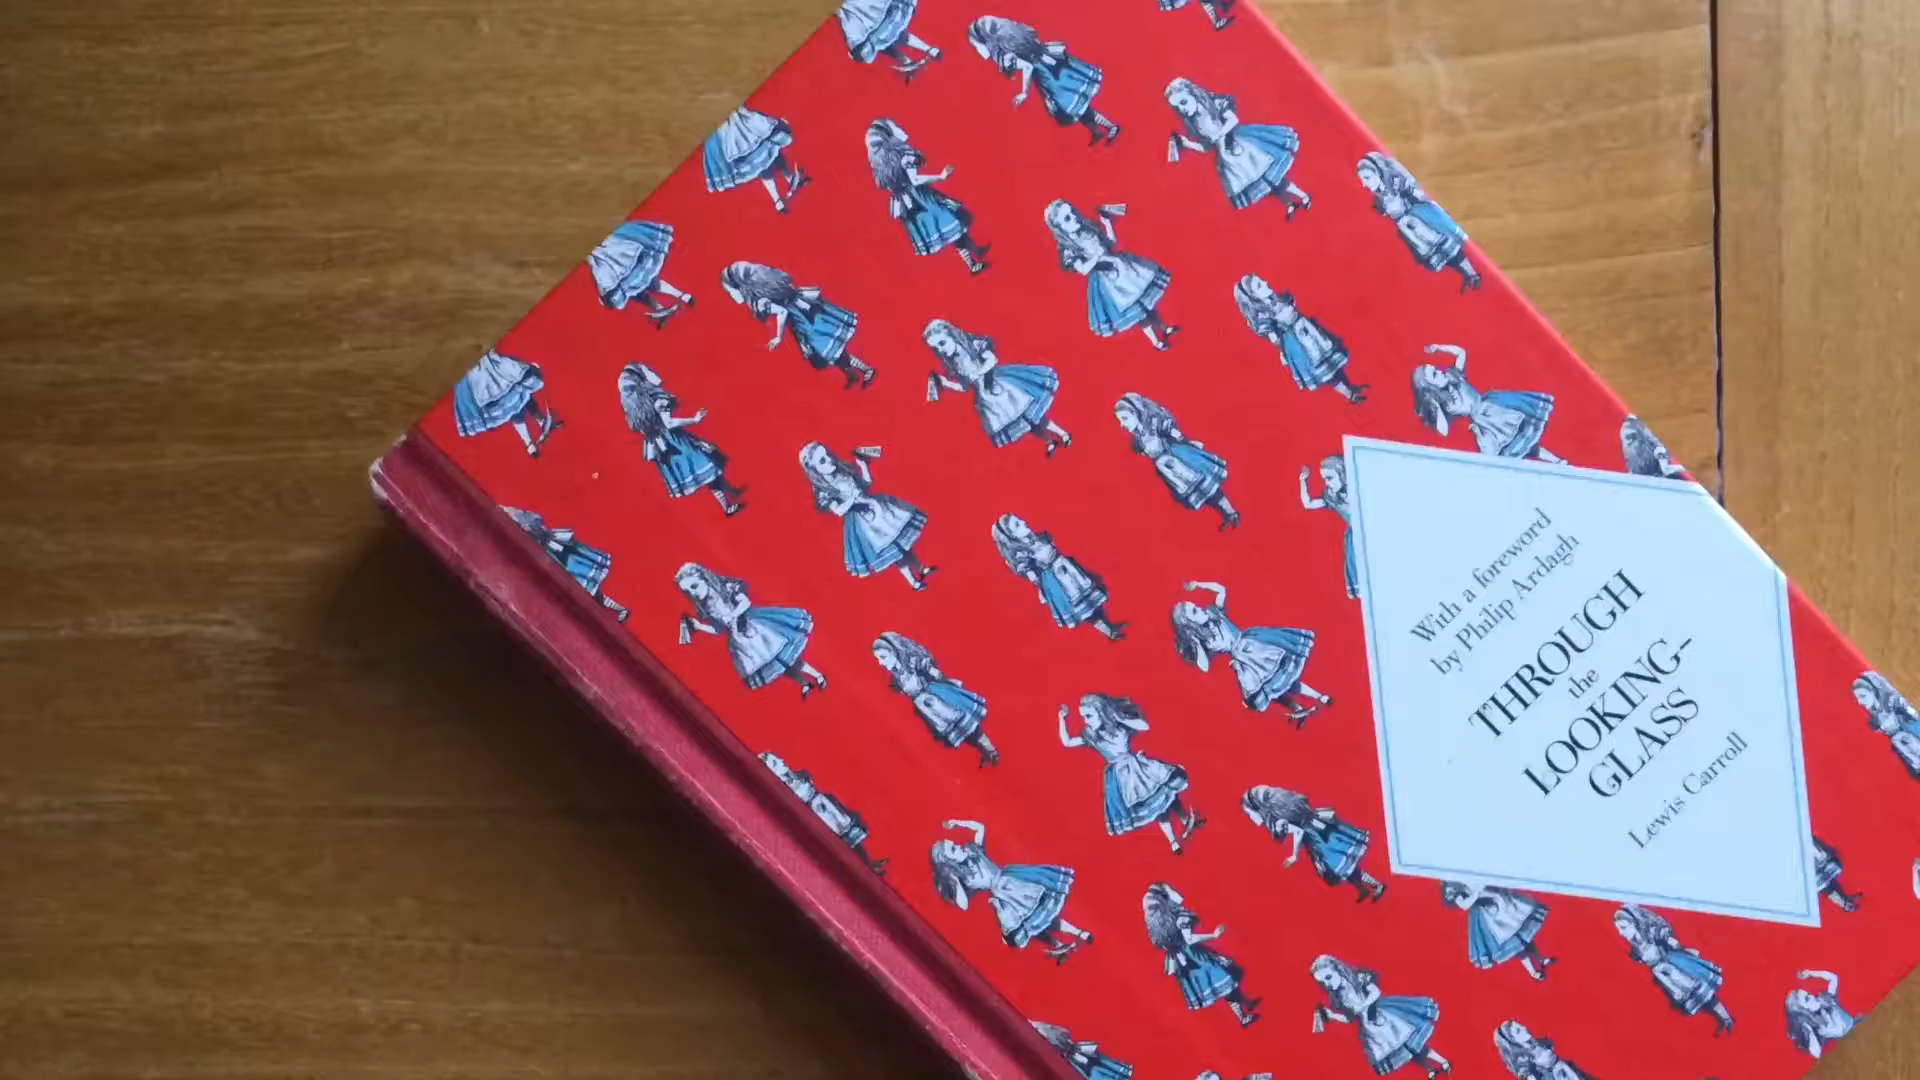 With a foreword
by Philip Ardagh
THROUGH
the
LOOKING-
GLASS
Lewis Carroll